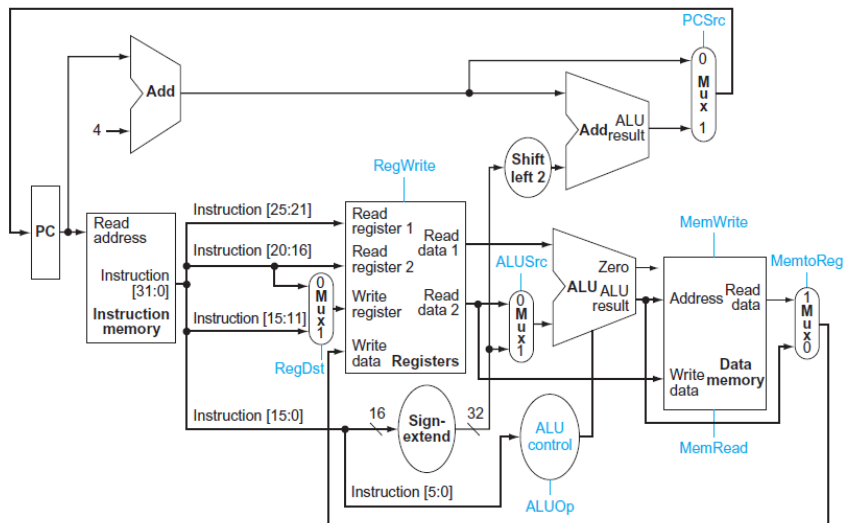 PCSrc
Add
4
0
M
u
x
1
Add
ALU
result
Shift
left 2
RegWrite
PC
Read
address
Instruction
[31:0]
Instruction
memory
Instruction [25:21]
Instruction [20:16]
Instruction [15:11]
Instruction [15:0]
0
M
u
x
1
RegDst
Read
register 1
Read
register 2
Write
register
Write
data
Read
data 1
Read
data 2
Registers
ALUSrc
0
M
u
x
1
Zero
ALU
ALU
result
MemWrite
Address
Read
data
Write
data
Data
memory
MemRead
MemtoReg
1
M
u
x
0
16
Sign-
extend
32
ALU
control
Instruction [5:0]
ALUOp